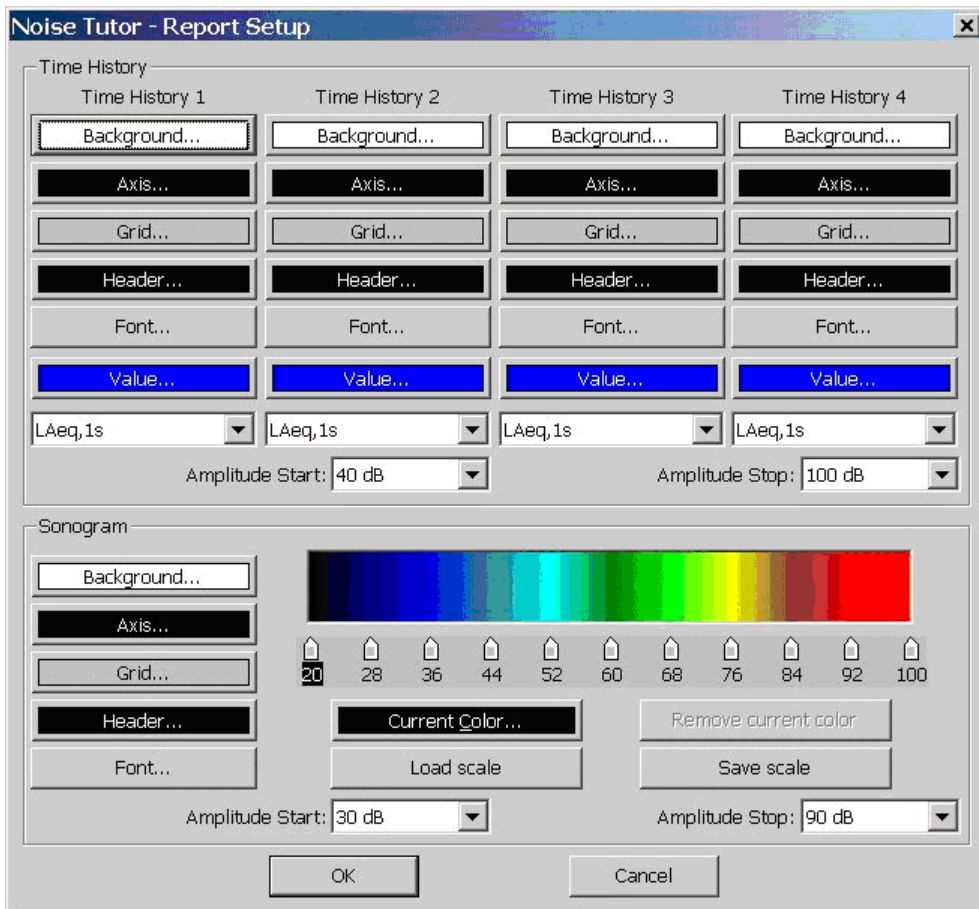 Noise Tutor - Report Setup
Time History
Time History 1 Time History 2 Time History 3 Time History 4
Background... Background... Background... Background...
Axis... Axis... Axis... Axis...
Grid... Grid... Grid... Grid...
Header... Header... Header... Header...
Font... Font... Font... Font...
Value... Value... Value... Value...
LAeq,1s LAeq,1s LAeq,1s LAeq,1s
Amplitude Start: 40 dB Amplitude Stop: 100 dB
Sonogram
Background...
Axis...
Grid...
20 28 36 44 52 60 68 76 84 92 100
Header... Current Color... Remove current color
Font... Load scale Save scale
Amplitude Start: 30 dB Amplitude Stop: 90 dB
OK Cancel